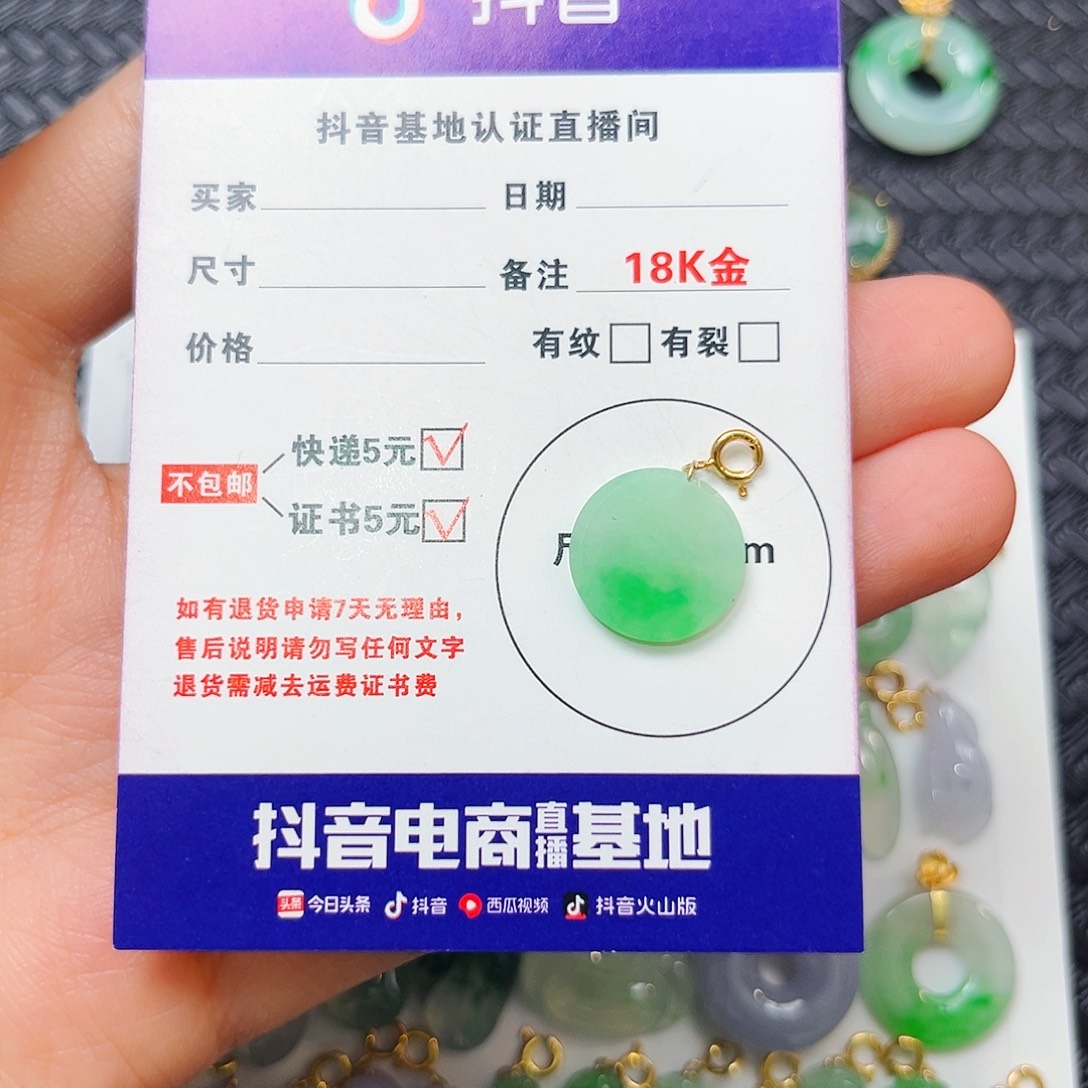 抖音
抖音基地认证直播间
买家 日期
尺寸 备注 18K金
价格 有纹 有裂
不包邮
快递5元
证书5元
m
如有退货申请7天无理由，
售后说明请勿写任何文字
退货需减去运费证书费
抖音电商直播基地
头条 今日头条 抖音 西瓜视频 抖音火山版